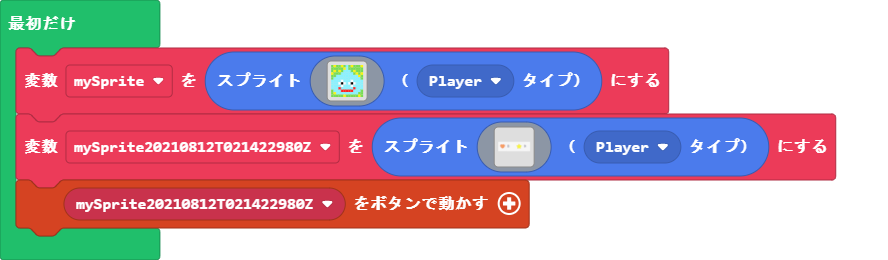 最初だけ
変数 mySprite ▼ を スプライト ( Player ▼ タイプ) にする
変数 mySprite20210812T021422980Z ▼ を スプライト ( Player ▼ タイプ) にする
mySprite20210812T021422980Z ▼ をボタンで動かす